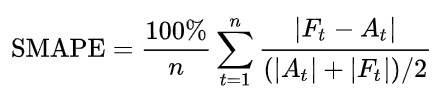 SMAPE = \frac{100\%}{n} \sum_{t=1}^{n} \frac{|F_t - A_t|}{(|A_t| + |F_t|)/2}